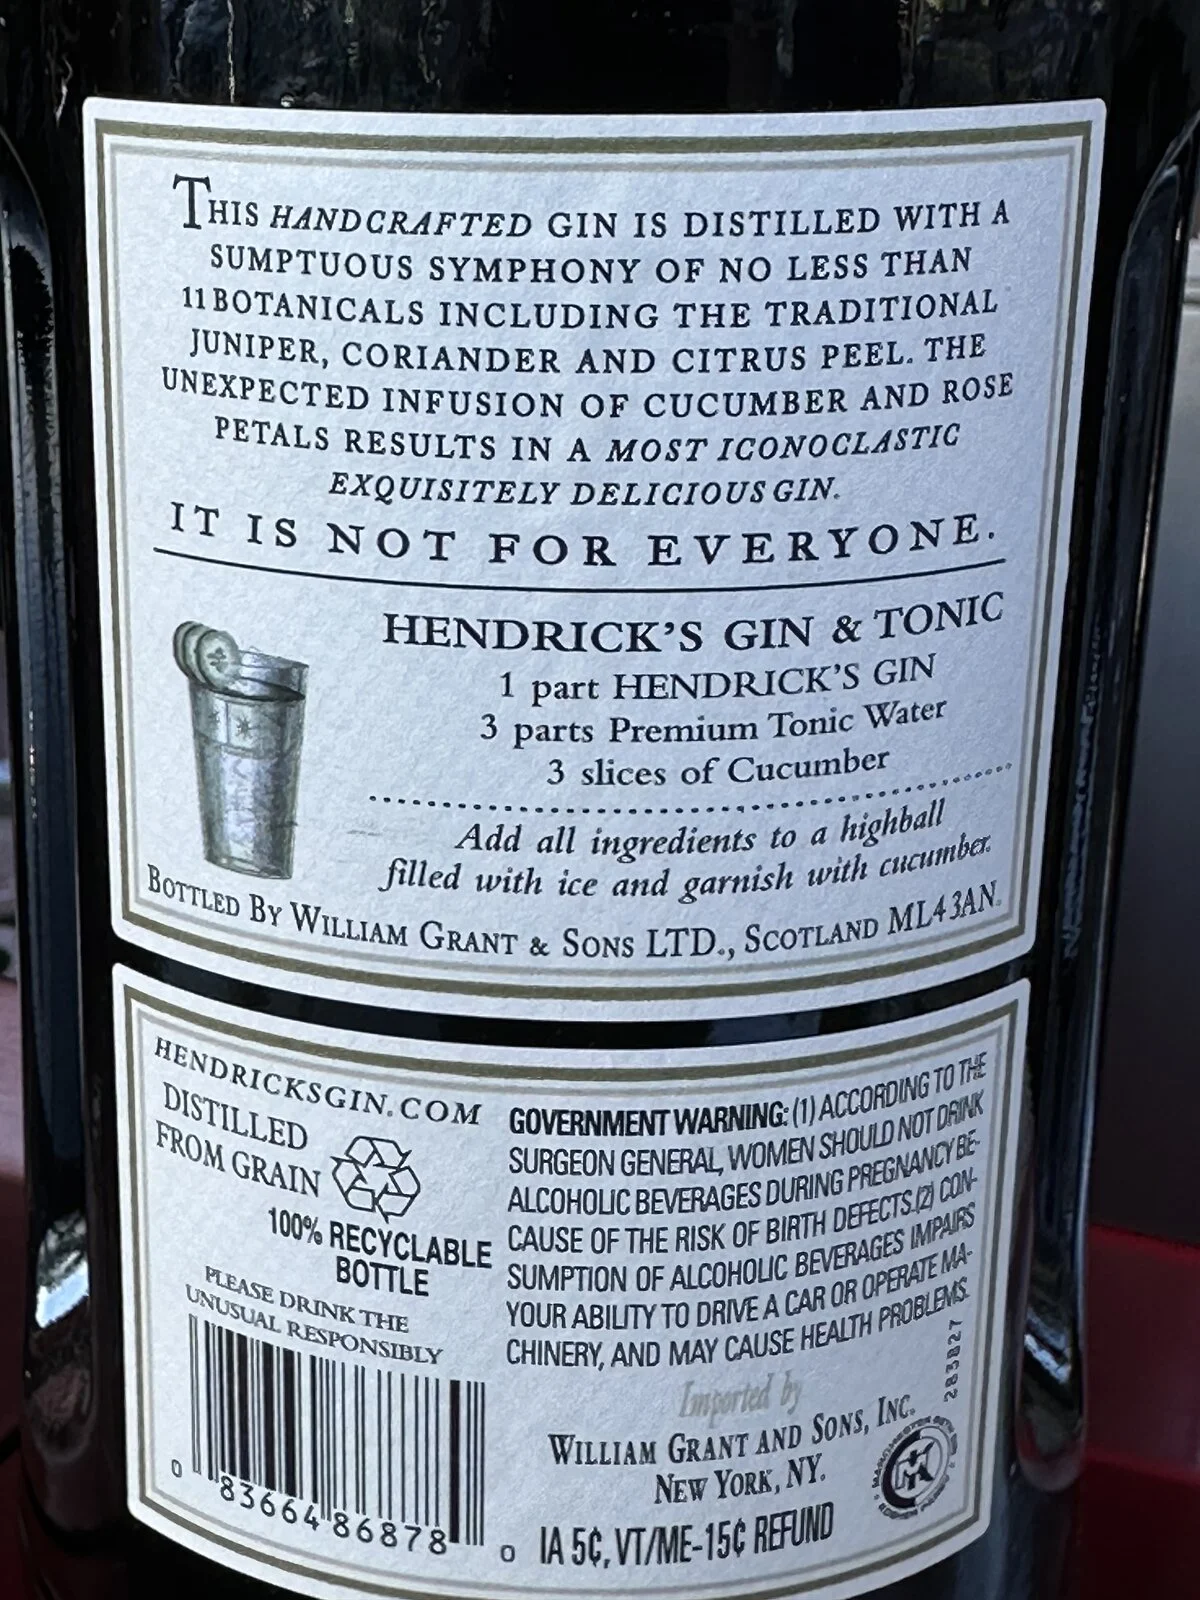 THIS HANDCRAFTED GIN IS DISTILLED WITH A
SUMPTUOUS SYMPHONY OF NO LESS THAN
11 BOTANICALS INCLUDING THE TRADITIONAL
JUNIPER, CORIANDER AND CITRUS PEEL. THE
UNEXPECTED INFUSION OF CUCUMBER AND ROSE
PETALS RESULTS IN A MOST ICONOCLASTIC
EXQUISITELY DELICIOUS GIN.
IT IS NOT FOR EVERYONE.
HENDRICK'S GIN & TONIC
1 part HENDRICK'S GIN
3 parts Premium Tonic Water
3 slices of Cucumber
Add all ingredients to a highball
filled with ice and garnish with cucumber.
BOTTLED BY WILLIAM GRANT & SONS LTD., SCOTLAND ML43AN.
HENDRICKSGIN.COM
DISTILLED
FROM GRAIN
100% RECYCLABLE
BOTTLE
PLEASE DRINK THE
UNUSUAL RESPONSIBLY
0 83664 86878 0
GOVERNMENT WARNING: (1) ACCORDING TO THE
SURGEON GENERAL, WOMEN SHOULD NOT DRINK
ALCOHOLIC BEVERAGES DURING PREGNANCY BE-
CAUSE OF THE RISK OF BIRTH DEFECTS.(2) CON-
SUMPTION OF ALCOHOLIC BEVERAGES IMPAIRS
YOUR ABILITY TO DRIVE A CAR OR OPERATE MA-
CHINERY, AND MAY CAUSE HEALTH PROBLEMS.
283827
Imported by
WILLIAM GRANT AND SONS, INC.
NEW YORK, NY.
IA 5¢, VT/ME-15¢ REFUND